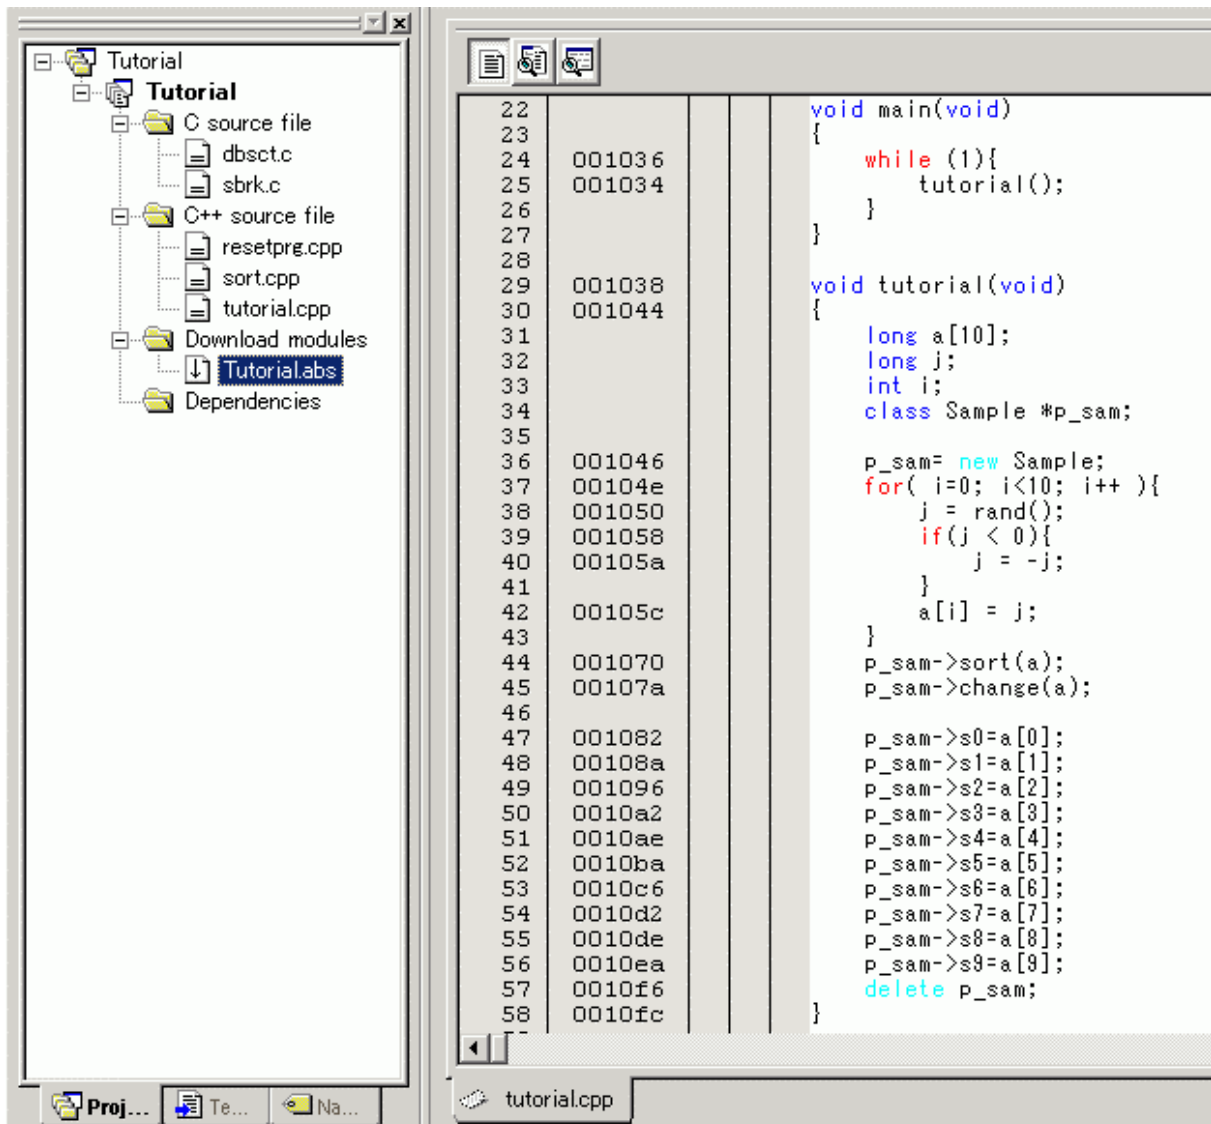 Tutorial
Tutorial
C source file
dbsct.c
sbrk.c
C++ source file
resetprg.cpp
sort.cpp
tutorial.cpp
Download modules
Tutorial.abs
Dependencies
Proj...
Te...
Na...
22 void main(void)
23 {
24 001036 while (1){
25 001034 tutorial();
26 }
27 }
28
29 001038 void tutorial(void)
30 001044 {
31 long a[10];
32 long j;
33 int i;
34 class Sample *p_sam;
35
36 001046 p_sam= new Sample;
37 00104e for( i=0; i<10; i++ ){
38 001050 j = rand();
39 001058 if(j < 0){
40 00105a j = -j;
41 }
42 00105c a[i] = j;
43 }
44 001070 p_sam->sort(a);
45 00107a p_sam->change(a);
46
47 001082 p_sam->s0=a[0];
48 00108a p_sam->s1=a[1];
49 001096 p_sam->s2=a[2];
50 0010a2 p_sam->s3=a[3];
51 0010ae p_sam->s4=a[4];
52 0010ba p_sam->s5=a[5];
53 0010c6 p_sam->s6=a[6];
54 0010d2 p_sam->s7=a[7];
55 0010de p_sam->s8=a[8];
56 0010ea p_sam->s9=a[9];
57 0010f6 delete p_sam;
58 0010fc }
tutorial.cpp